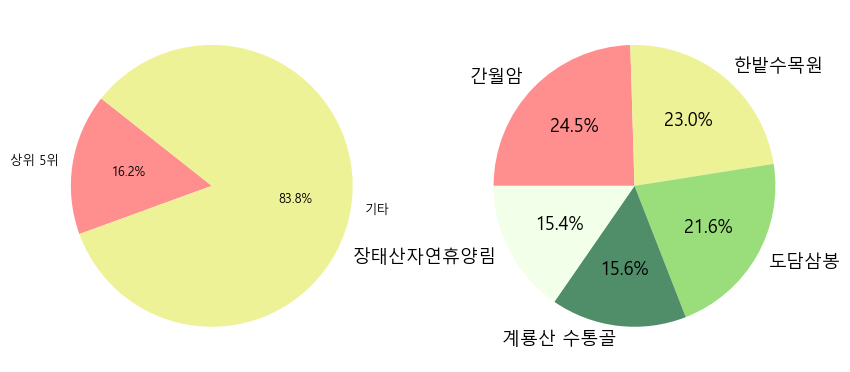 상위 5위
16.2%
83.8%
기타
간월암
24.5%
한밭수목원
23.0%
도담삼봉
21.6%
계룡산 수통골
15.6%
장태산자연휴양림
15.4%